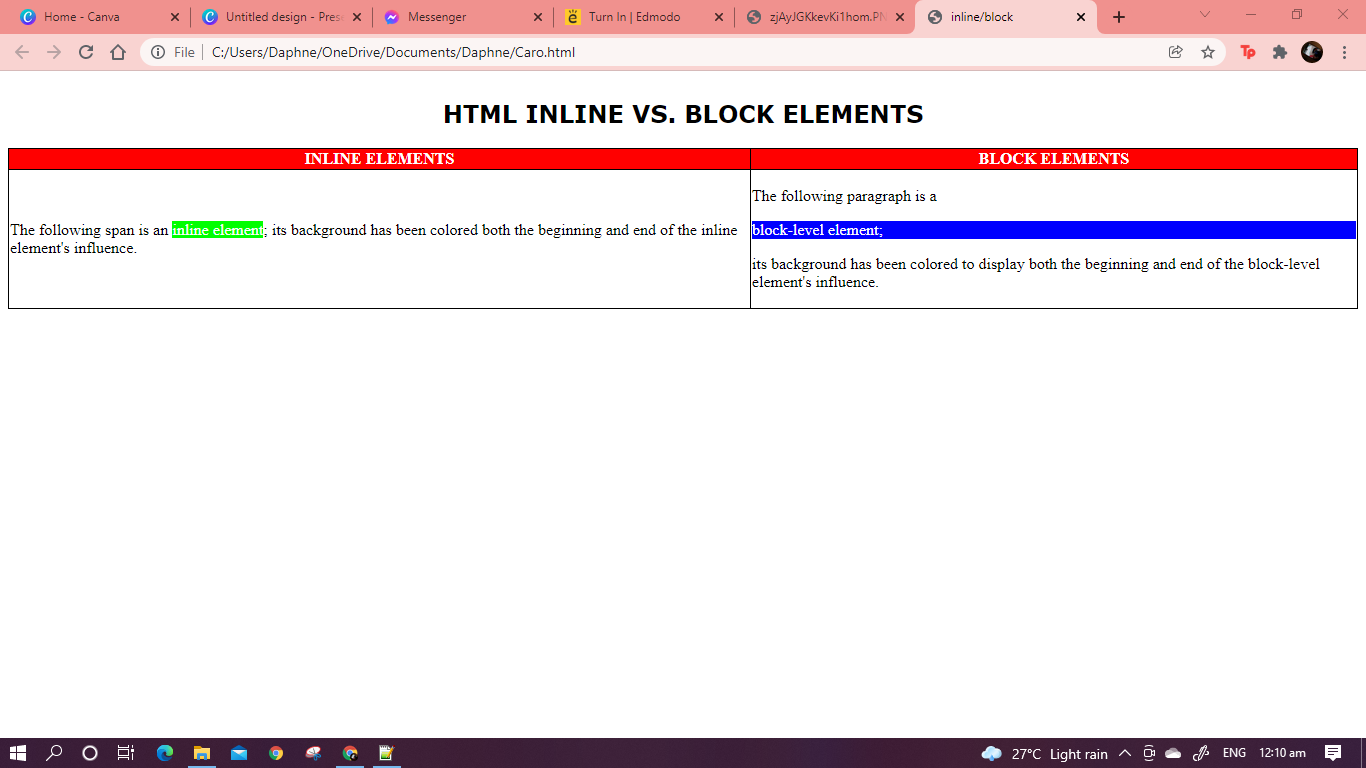 Home - Canva
Untitled design - Pres
Messenger
Turn In | Edmodo
zjAyJGKkevKi1hom.PN
inline/block
File
C:/Users/Daphne/OneDrive/Documents/Daphne/Caro.html
Tp
HTML INLINE VS. BLOCK ELEMENTS
INLINE ELEMENTS
BLOCK ELEMENTS
The following span is an inline element; its background has been colored both the beginning and end of the inline
element's influence.
The following paragraph is a
block-level element;
its background has been colored to display both the beginning and end of the block-level
element's influence.
27°C Light rain
ENG
12:10 am